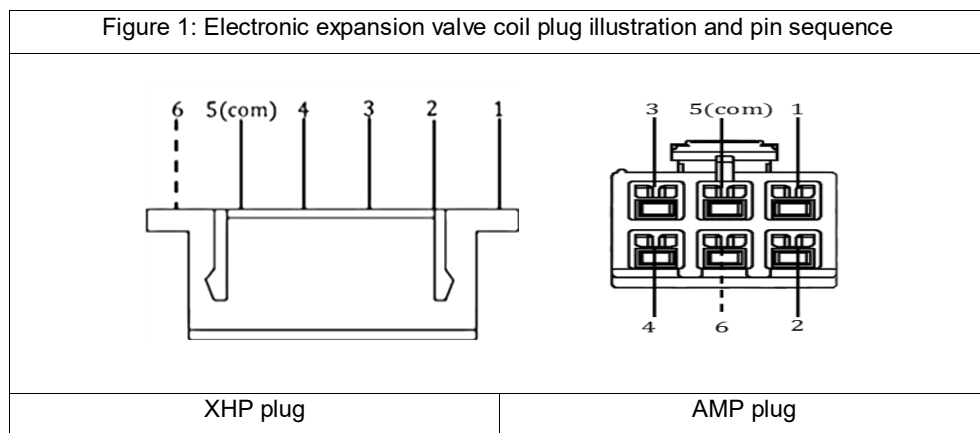 Figure 1: Electronic expansion valve coil plug illustration and pin sequence
6 5(com) 4 3 2 1
3 5(com) 1
4 6 2
XHP plug
AMP plug